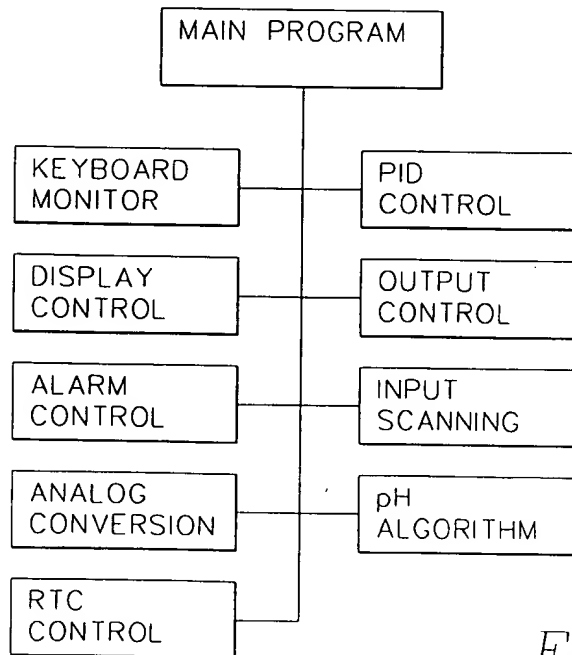 MAIN PROGRAM
KEYBOARD
MONITOR
PID
CONTROL
DISPLAY
CONTROL
OUTPUT
CONTROL
ALARM
CONTROL
INPUT
SCANNING
ANALOG
CONVERSION
pH
ALGORITHM
RTC
CONTROL